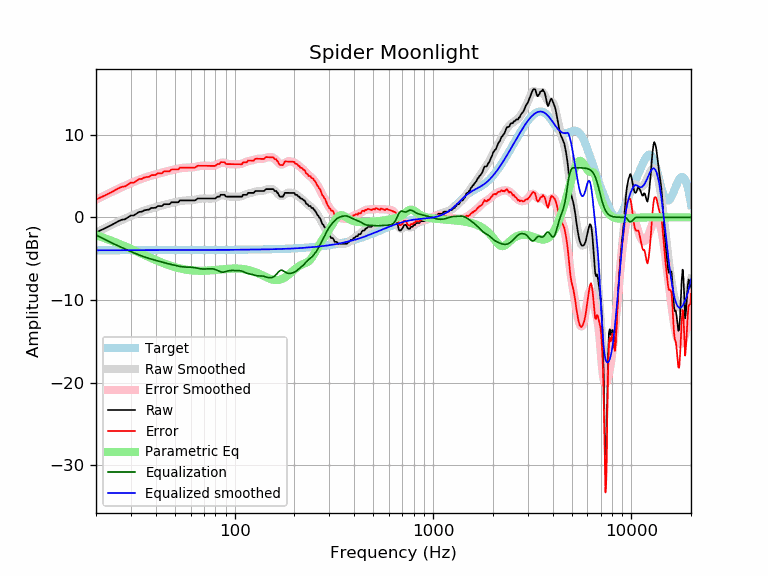 Spider Moonlight
10
0
−10
−20
−30
Amplitude (dBr)
Target
Raw Smoothed
Error Smoothed
Raw
Error
Parametric Eq
Equalization
Equalized smoothed
100 1000 10000
Frequency (Hz)